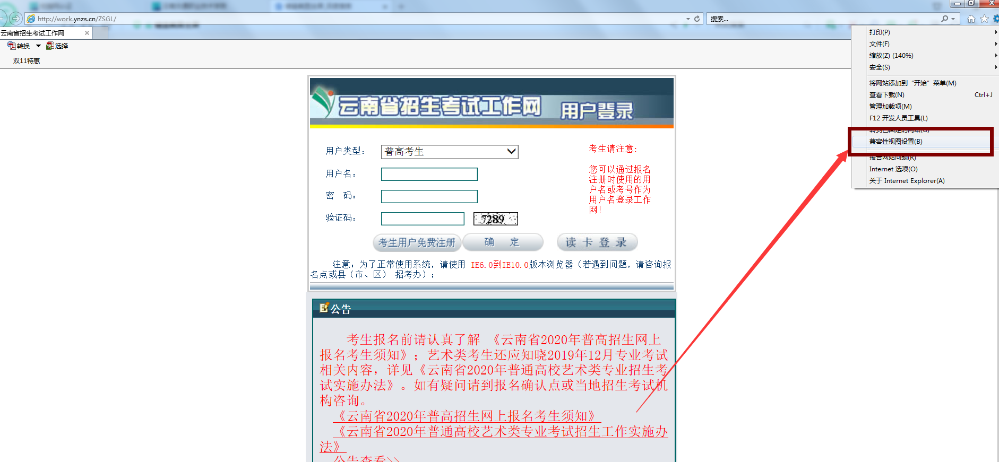 http://work.ynzs.cn/ZSGL/
搜索...
云南省招生考试工作网
转换
选择
双11特惠
打印(P)
文件(F)
缩放(Z) (140%)
安全(S)
将网站添加到“开始”菜单(M)
查看下载(N)
Ctrl+J
管理加载项(M)
F12 开发人员工具(L)
兼容性视图设置(B)
报告网站问题(R)
Internet 选项(O)
关于 Internet Explorer(A)
云南省招生考试工作网 用户登录
用户类型：
普高考生
用户名：
密 码：
验证码：
7289
考生请注意：
您可以通过报名
注册时使用的用
户名或考号作为
用户名登录工作
网！
考生用户免费注册
确 定
读 卡 登 录
注意：为了正常使用系统，请使用 IE6.0到IE10.0版本浏览器（若遇到问题，请咨询报
名点或县（市、区） 招考办）；
公告
考生报名前请认真了解 《云南省2020年普高招生网上
报名考生须知》；艺术类考生还应知晓2019年12月专业考试
相关内容，详见《云南省2020年普通高校艺术类专业招生考
试实施办法》。如有疑问请到报名确认点或当地招生考试机
构咨询。
《云南省2020年普高招生网上报名考生须知》
《云南省2020年普通高校艺术类专业考试招生工作实施办
法》
公告查看>>